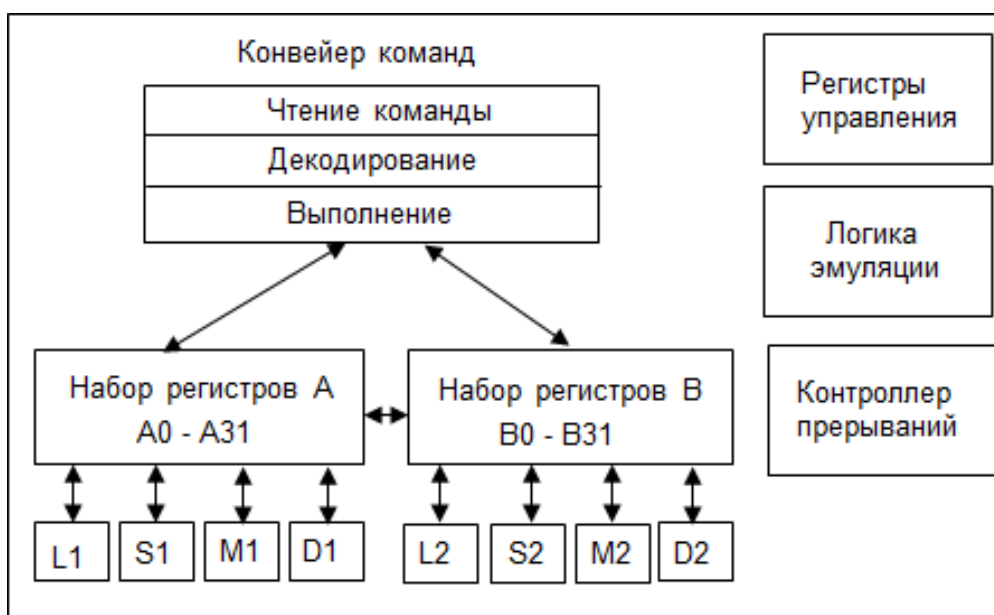 Конвейер команд
Чтение команды
Декодирование
Выполнение
Регистры
управления
Логика
эмуляции
Контроллер
прерываний
Набор регистров А
А0 - А31
Набор регистров В
В0 - В31
L1
S1
M1
D1
L2
S2
M2
D2